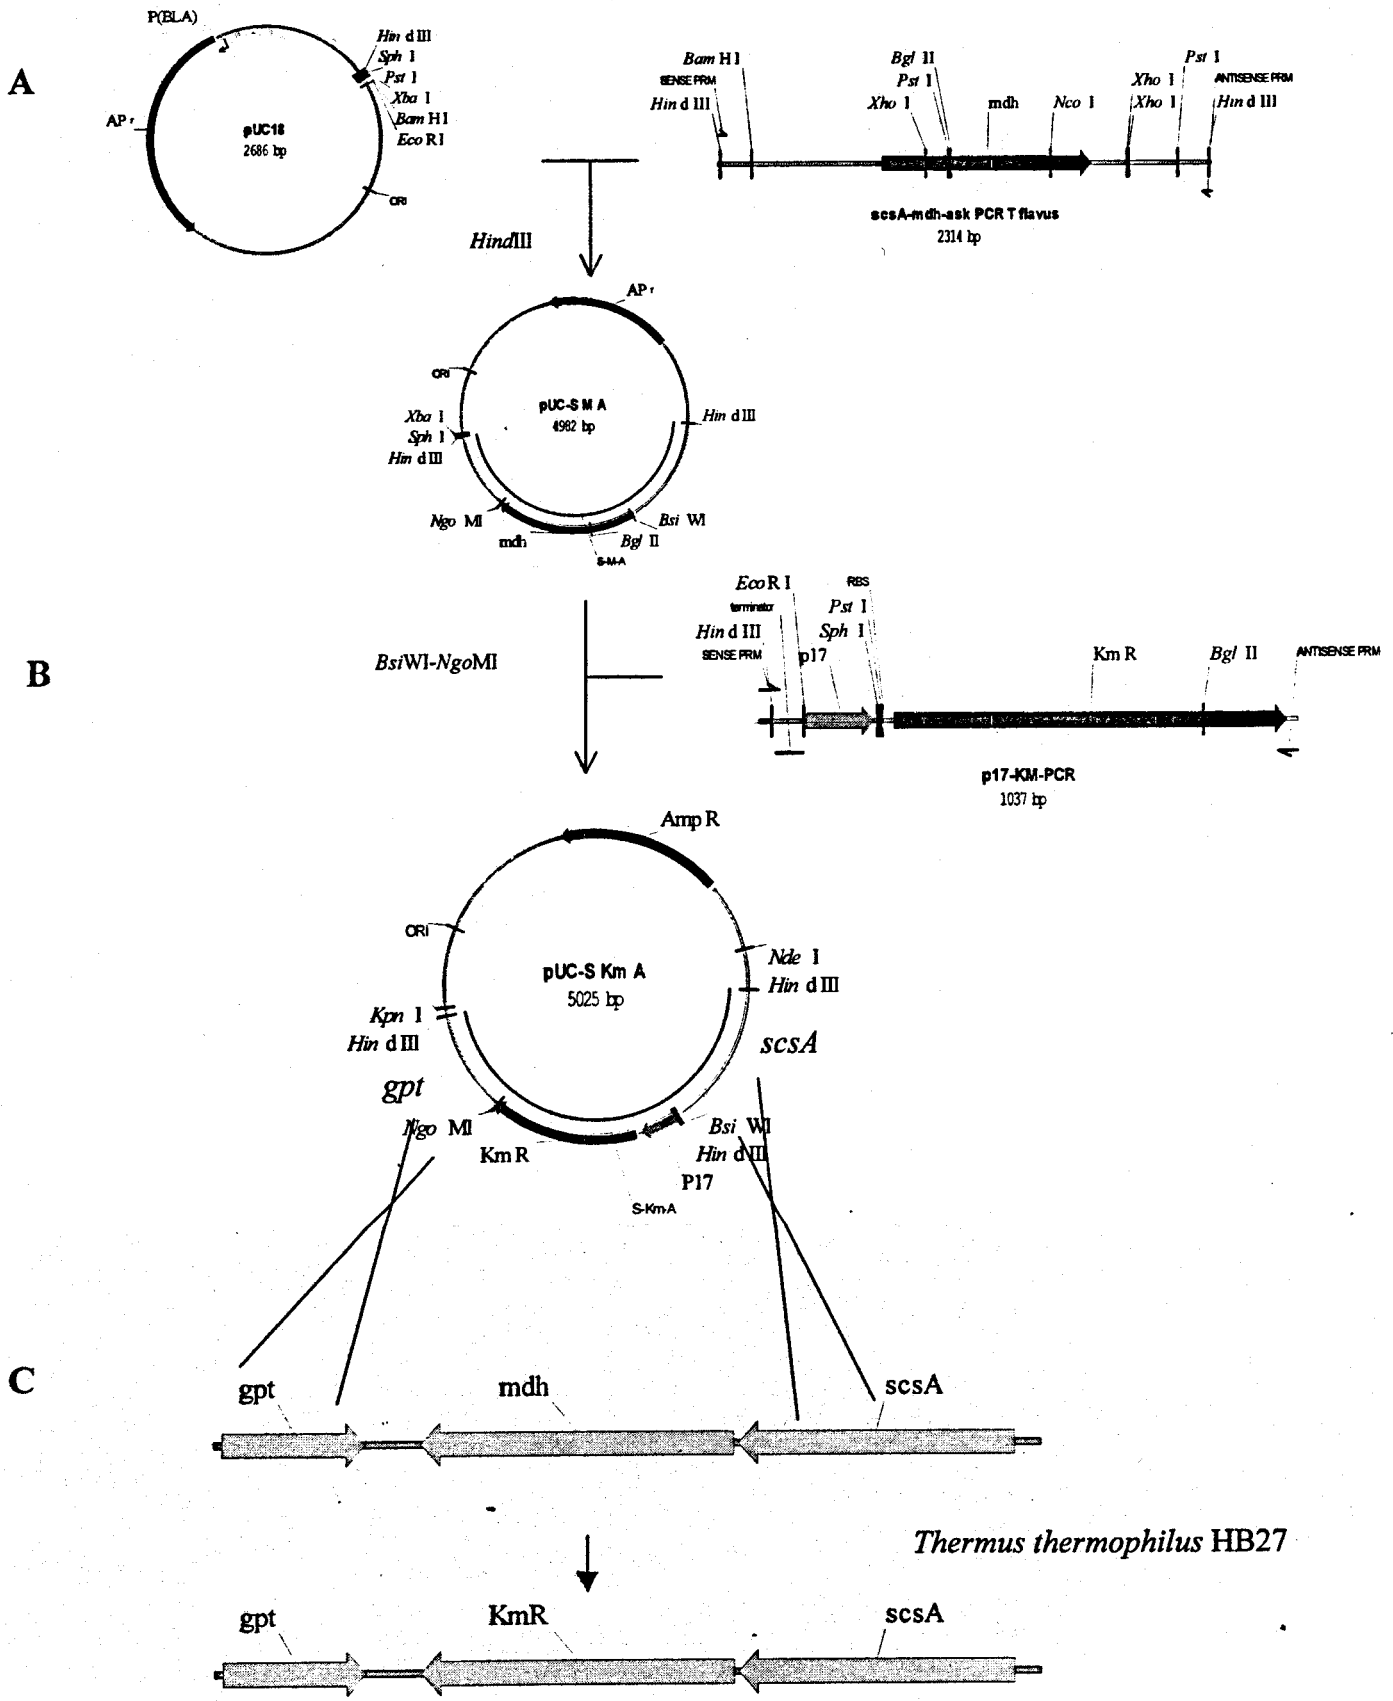 A
P(BLA)
Hin d III
Sph I
Pst I
Xba I
Bam H I
Eco R I
AP r
pUC18
2686 bp
ORI
Bam H I
SENSE PRM
Hin d III
Bgl II
Pst I
Xho I
mdh
Nco I
Xho I
Xho I
Pst I
ANTISENSE PRM
Hin d III
scsA-mdh-ask PCR T flavus
2314 bp
HindIII
AP r
ORI
pUC-S M A
4982 bp
Xba I
Sph I
Hin d III
Hin d III
Ngo MI
mdh
Bgl II
Bsi WI
S-M-A
B
BsiWI-NgoMI
Eco R I
terminator
Hin d III
SENSE PRM
p17
RBS
Pst I
Sph I
Km R
Bgl II
ANTISENSE PRM
p17-KM-PCR
1037 bp
Amp R
ORI
pUC-S Km A
5025 bp
Nde I
Hin d III
Kpn I
Hin d III
scsA
gpt
Ngo MI
Km R
Bsi WI
Hin d III
P17
S-Km-A
C
gpt
mdh
scsA
Thermus thermophilus HB27
gpt
KmR
scsA